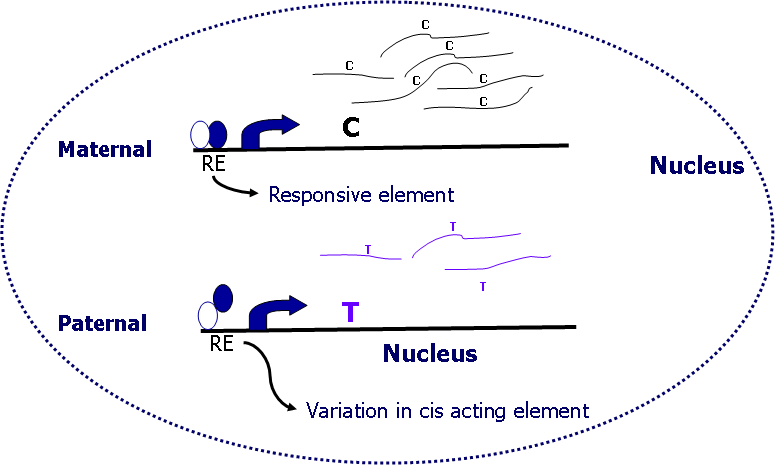 C
C
C
C
C
C
C
Maternal
RE
Nucleus
Responsive element
T
T
T
T
Paternal
RE
Nucleus
Variation in cis acting element